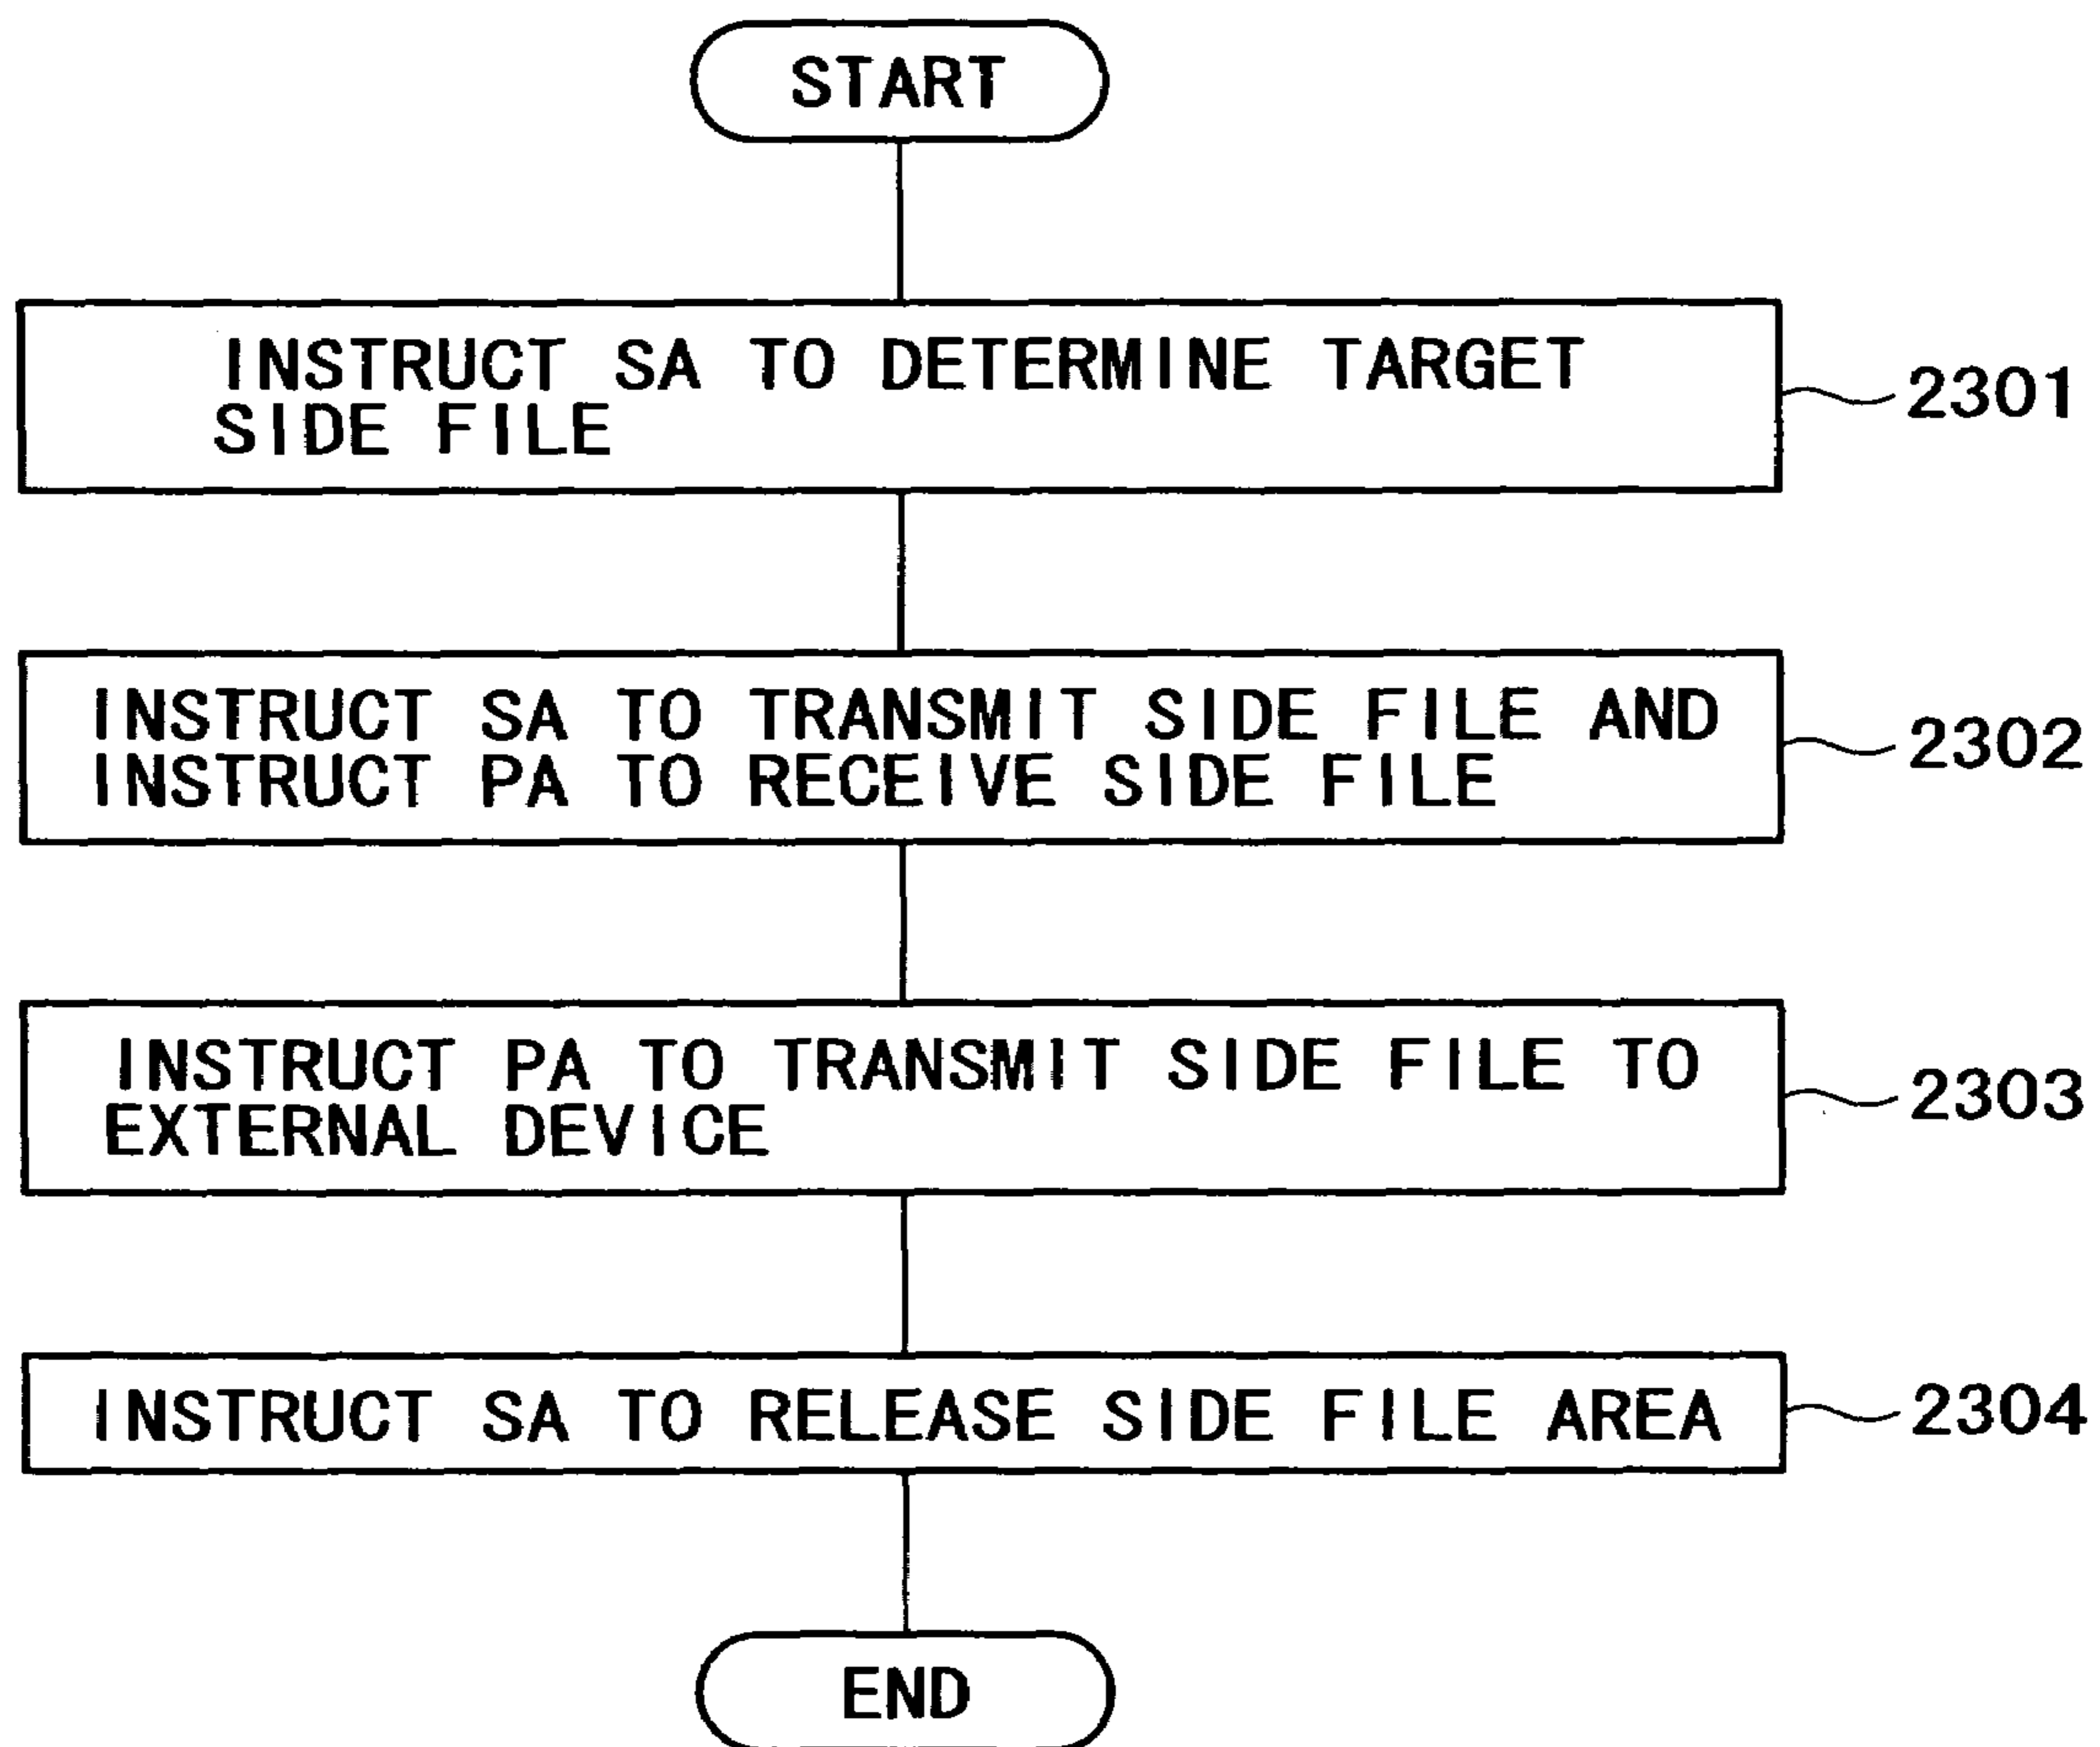 START
INSTRUCT SA TO DETERMINE TARGET
SIDE FILE
2301
INSTRUCT SA TO TRANSMIT SIDE FILE AND
INSTRUCT PA TO RECEIVE SIDE FILE
2302
INSTRUCT PA TO TRANSMIT SIDE FILE TO
EXTERNAL DEVICE
2303
INSTRUCT SA TO RELEASE SIDE FILE AREA
2304
END